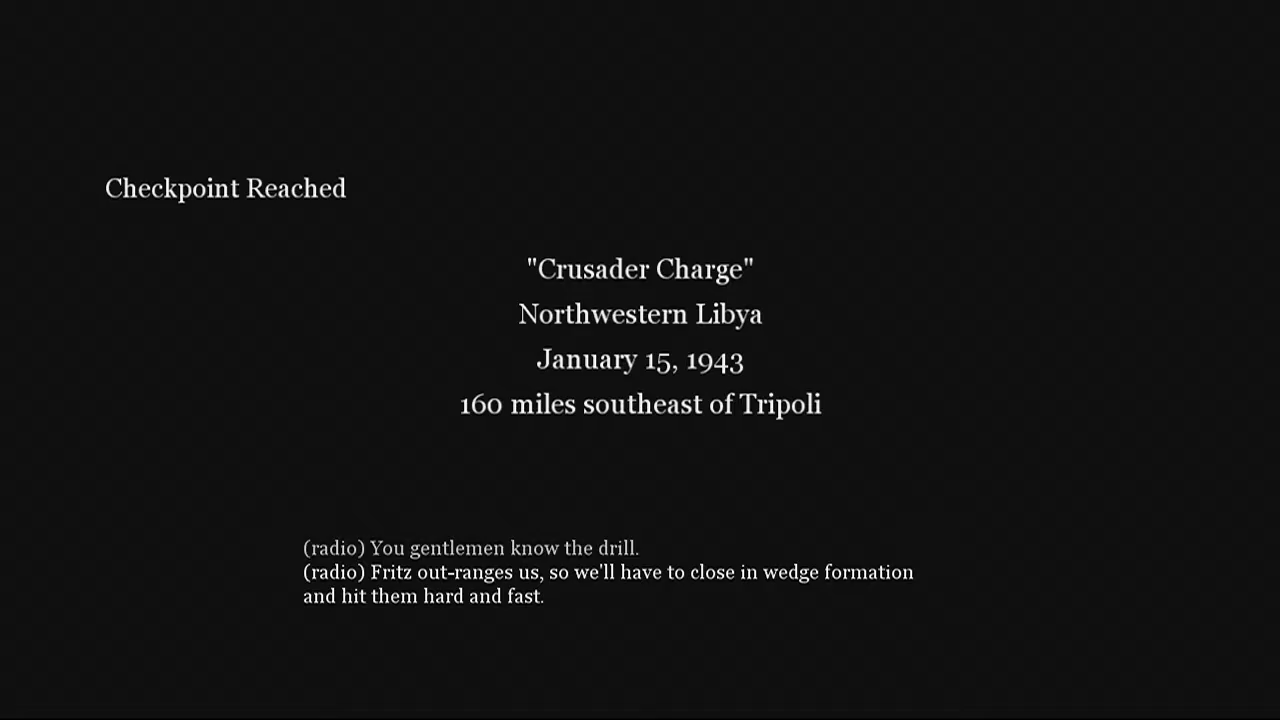 Checkpoint Reached
"Crusader Charge"
Northwestern Libya
January 15, 1943
160 miles southeast of Tripoli
(radio) You gentlemen know the drill.
(radio) Fritz out-ranges us, so we'll have to close in wedge formation
and hit them hard and fast.